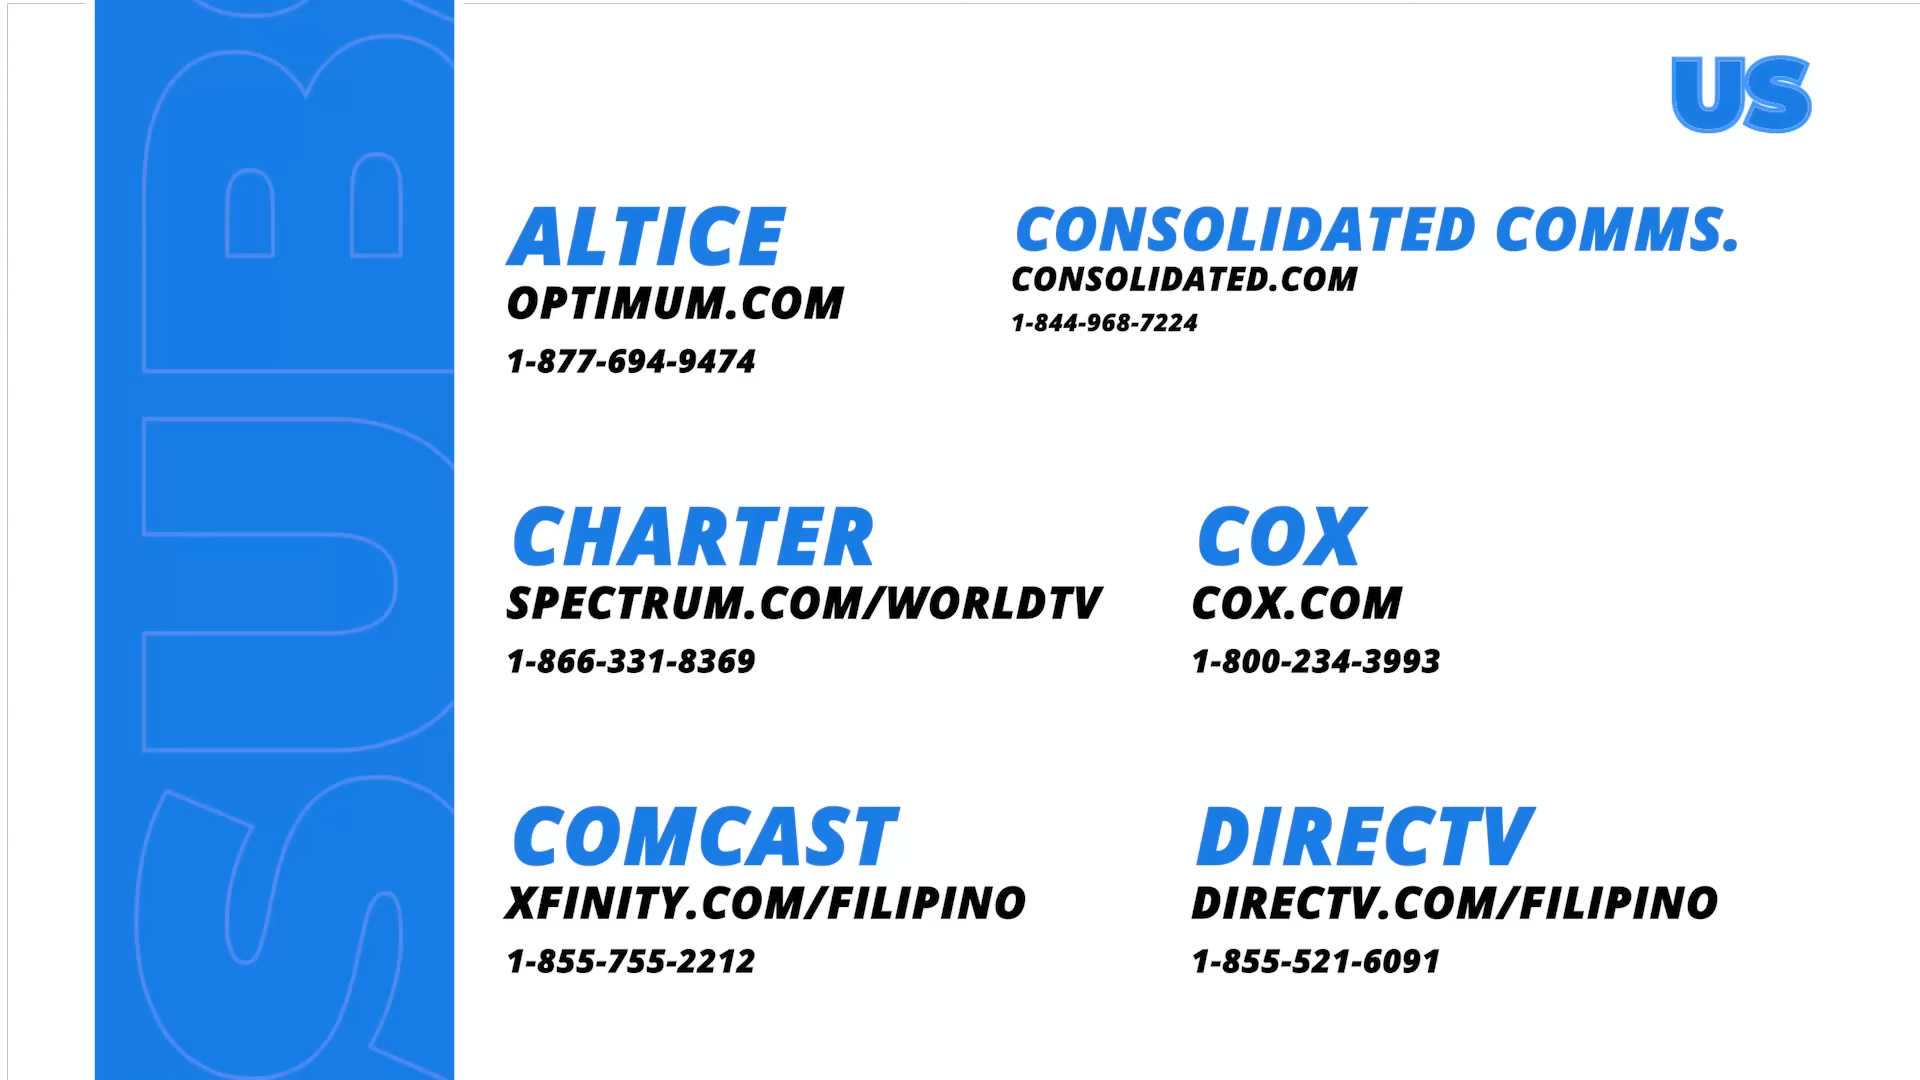 US
ALTICE
OPTIMUM.COM
1-877-694-9474
CONSOLIDATED COMMS.
CONSOLIDATED.COM
1-844-968-7224
CHARTER
SPECTRUM.COM/WORLDTV
1-866-331-8369
COX
COX.COM
1-800-234-3993
COMCAST
XFINITY.COM/FILIPINO
1-855-755-2212
DIRECTV
DIRECTV.COM/FILIPINO
1-855-521-6091
SUB